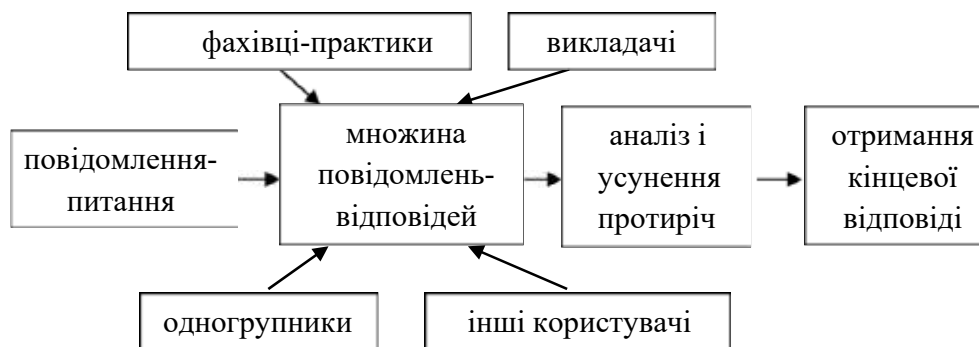 фахівці-практики
викладачі
повідомлення-
питання
множина
повідомлень-
відповідей
аналіз і
усунення
протиріч
отримання
кінцевої
відповіді
одногрупники
інші користувачі